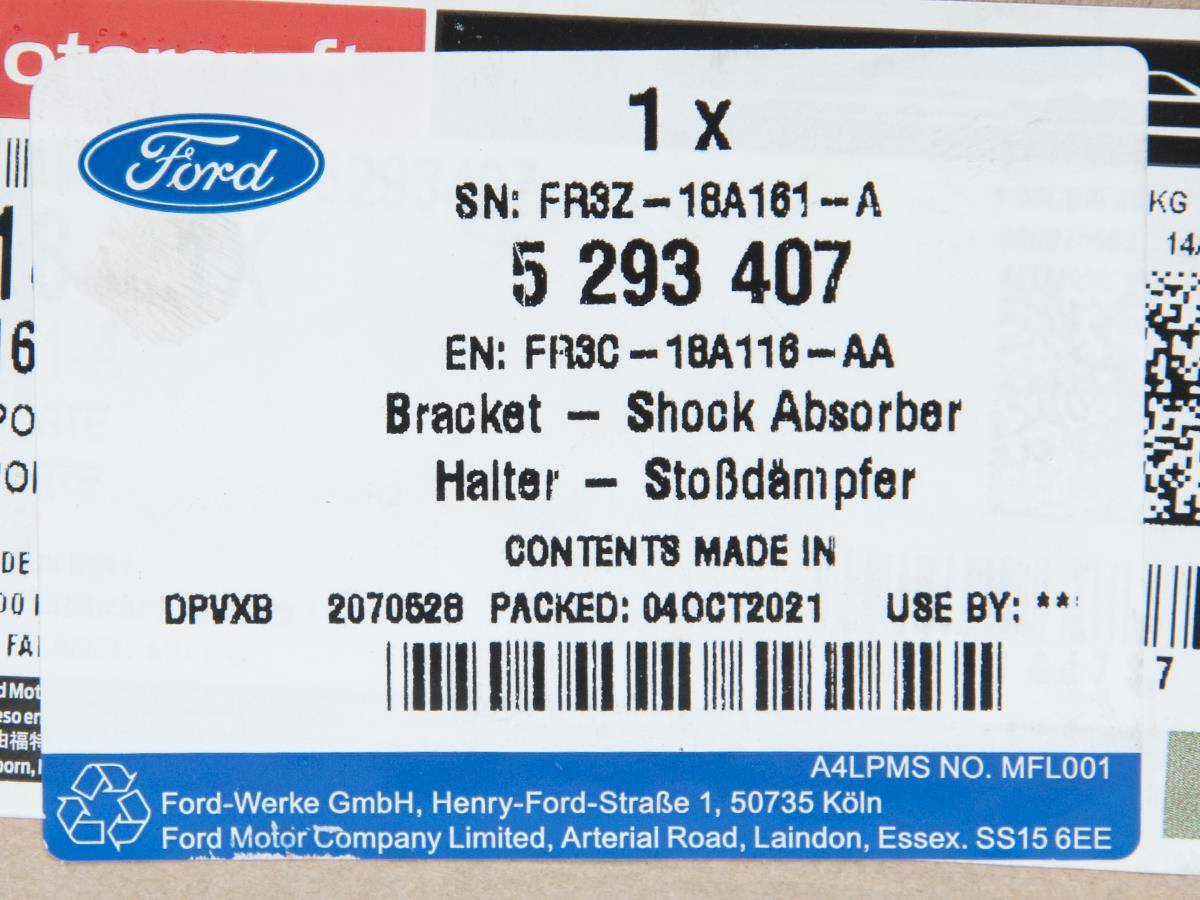 Ford
1 x
SN: FR3Z-18A161-A
5 293 407
EN: FR3C-18A116-AA
Bracket - Shock Absorber
Halter - Stoßdämpfer
CONTENTS MADE IN
DPVXB 2070528 PACKED: 04OCT2021 USE BY: **
A4LPMS NO. MFL001
Ford-Werke GmbH, Henry-Ford-Straße 1, 50735 Köln
Ford Motor Company Limited, Arterial Road, Laindon, Essex. SS15 6EE
KG
7